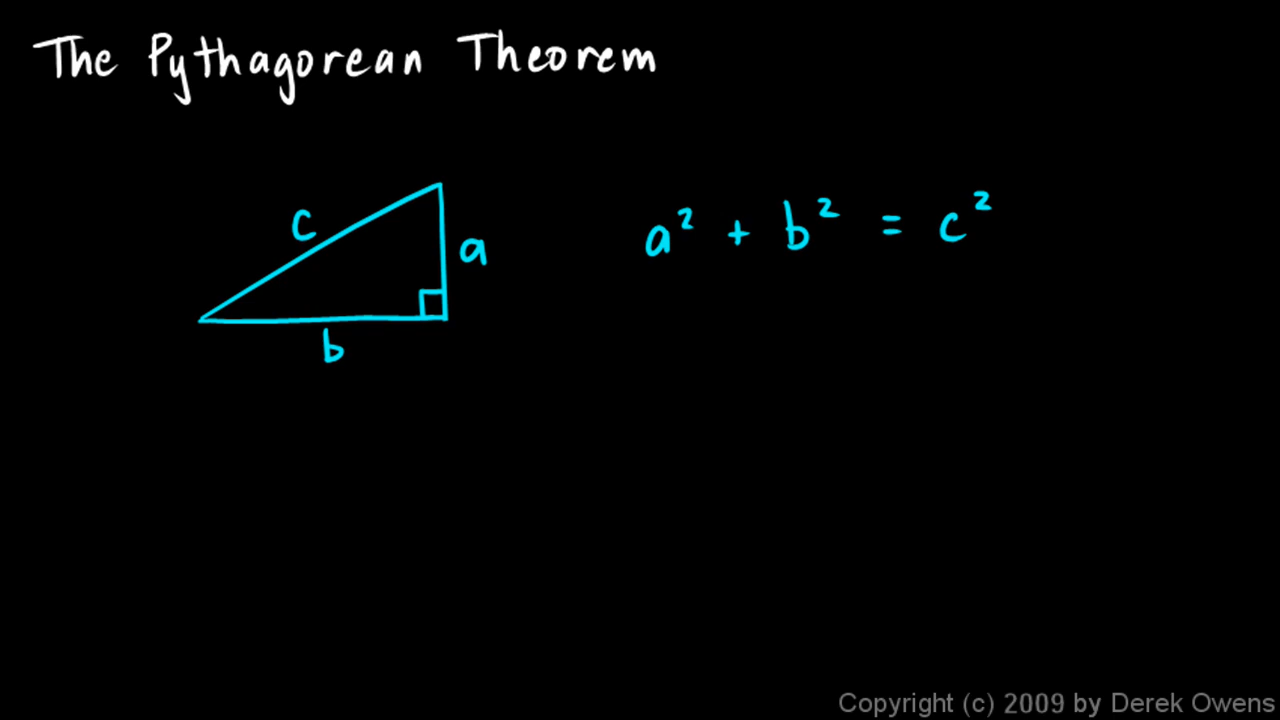 The Pythagorean Theorem
c
a
b
a² + b² = c²
Copyright (c) 2009 by Derek Owens